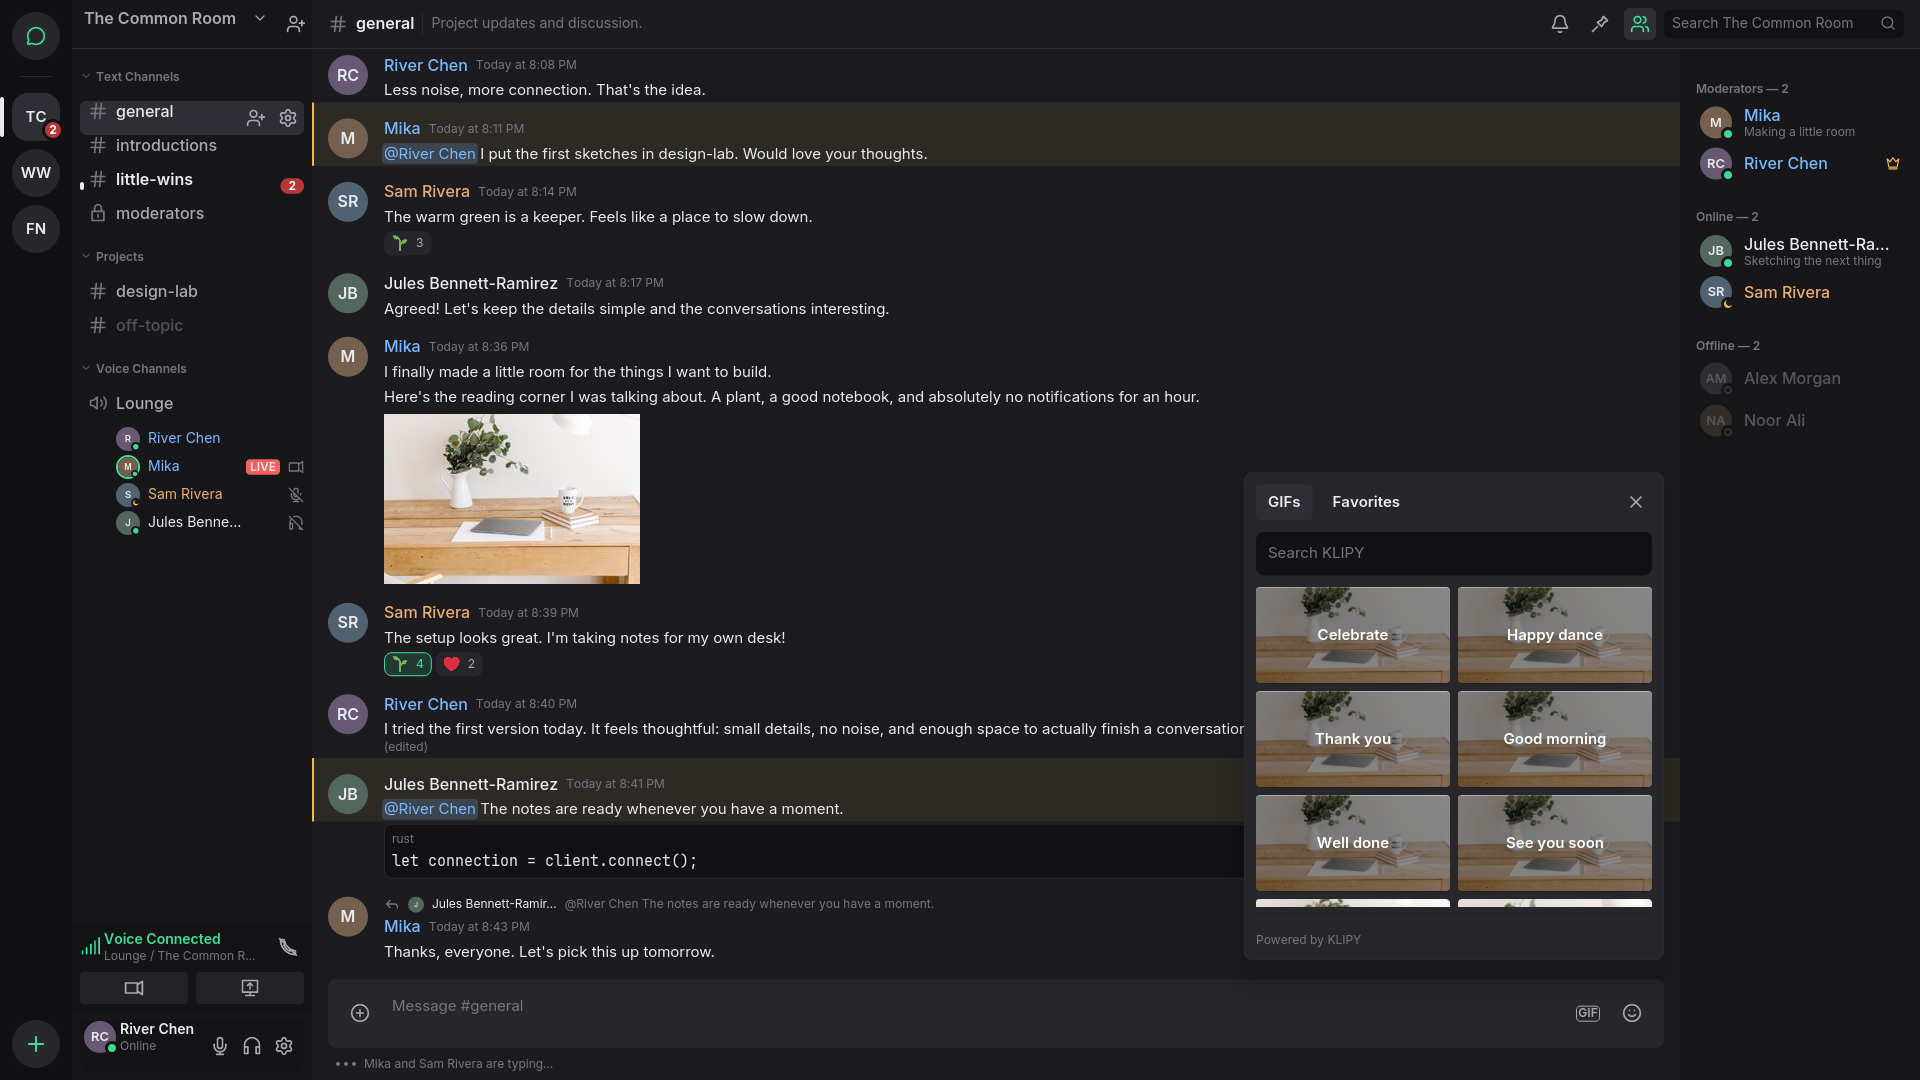 The Common Room
general
Project updates and discussion.
Search The Common Room
TC
2
WW
FN
Text Channels
general
introductions
little-wins
2
moderators
Projects
design-lab
off-topic
Voice Channels
Lounge
R
River Chen
M
Mika
LIVE
S
Sam Rivera
J
Jules Benne...
Voice Connected
Lounge / The Common R...
RC
River Chen
Online
RC
River Chen Today at 8:08 PM
Less noise, more connection. That's the idea.
M
Mika Today at 8:11 PM
@River Chen I put the first sketches in design-lab. Would love your thoughts.
SR
Sam Rivera Today at 8:14 PM
The warm green is a keeper. Feels like a place to slow down.
3
JB
Jules Bennett-Ramirez Today at 8:17 PM
Agreed! Let's keep the details simple and the conversations interesting.
M
Mika Today at 8:36 PM
I finally made a little room for the things I want to build.
Here's the reading corner I was talking about. A plant, a good notebook, and absolutely no notifications for an hour.
SR
Sam Rivera Today at 8:39 PM
The setup looks great. I'm taking notes for my own desk!
4
2
RC
River Chen Today at 8:40 PM
I tried the first version today. It feels thoughtful: small details, no noise, and enough space to actually finish a conversation
(edited)
JB
Jules Bennett-Ramirez Today at 8:41 PM
@River Chen The notes are ready whenever you have a moment.
rust
let connection = client.connect();
J
Jules Bennett-Ramir... @River Chen The notes are ready whenever you have a moment.
M
Mika Today at 8:43 PM
Thanks, everyone. Let's pick this up tomorrow.
Message #general
GIF
Mika and Sam Rivera are typing...
GIFs
Favorites
Search KLIPY
Celebrate
Happy dance
Thank you
Good morning
Well done
See you soon
Powered by KLIPY
Moderators — 2
M
Mika
Making a little room
RC
River Chen
Online — 2
JB
Jules Bennett-Ra...
Sketching the next thing
SR
Sam Rivera
Offline — 2
AM
Alex Morgan
NA
Noor Ali